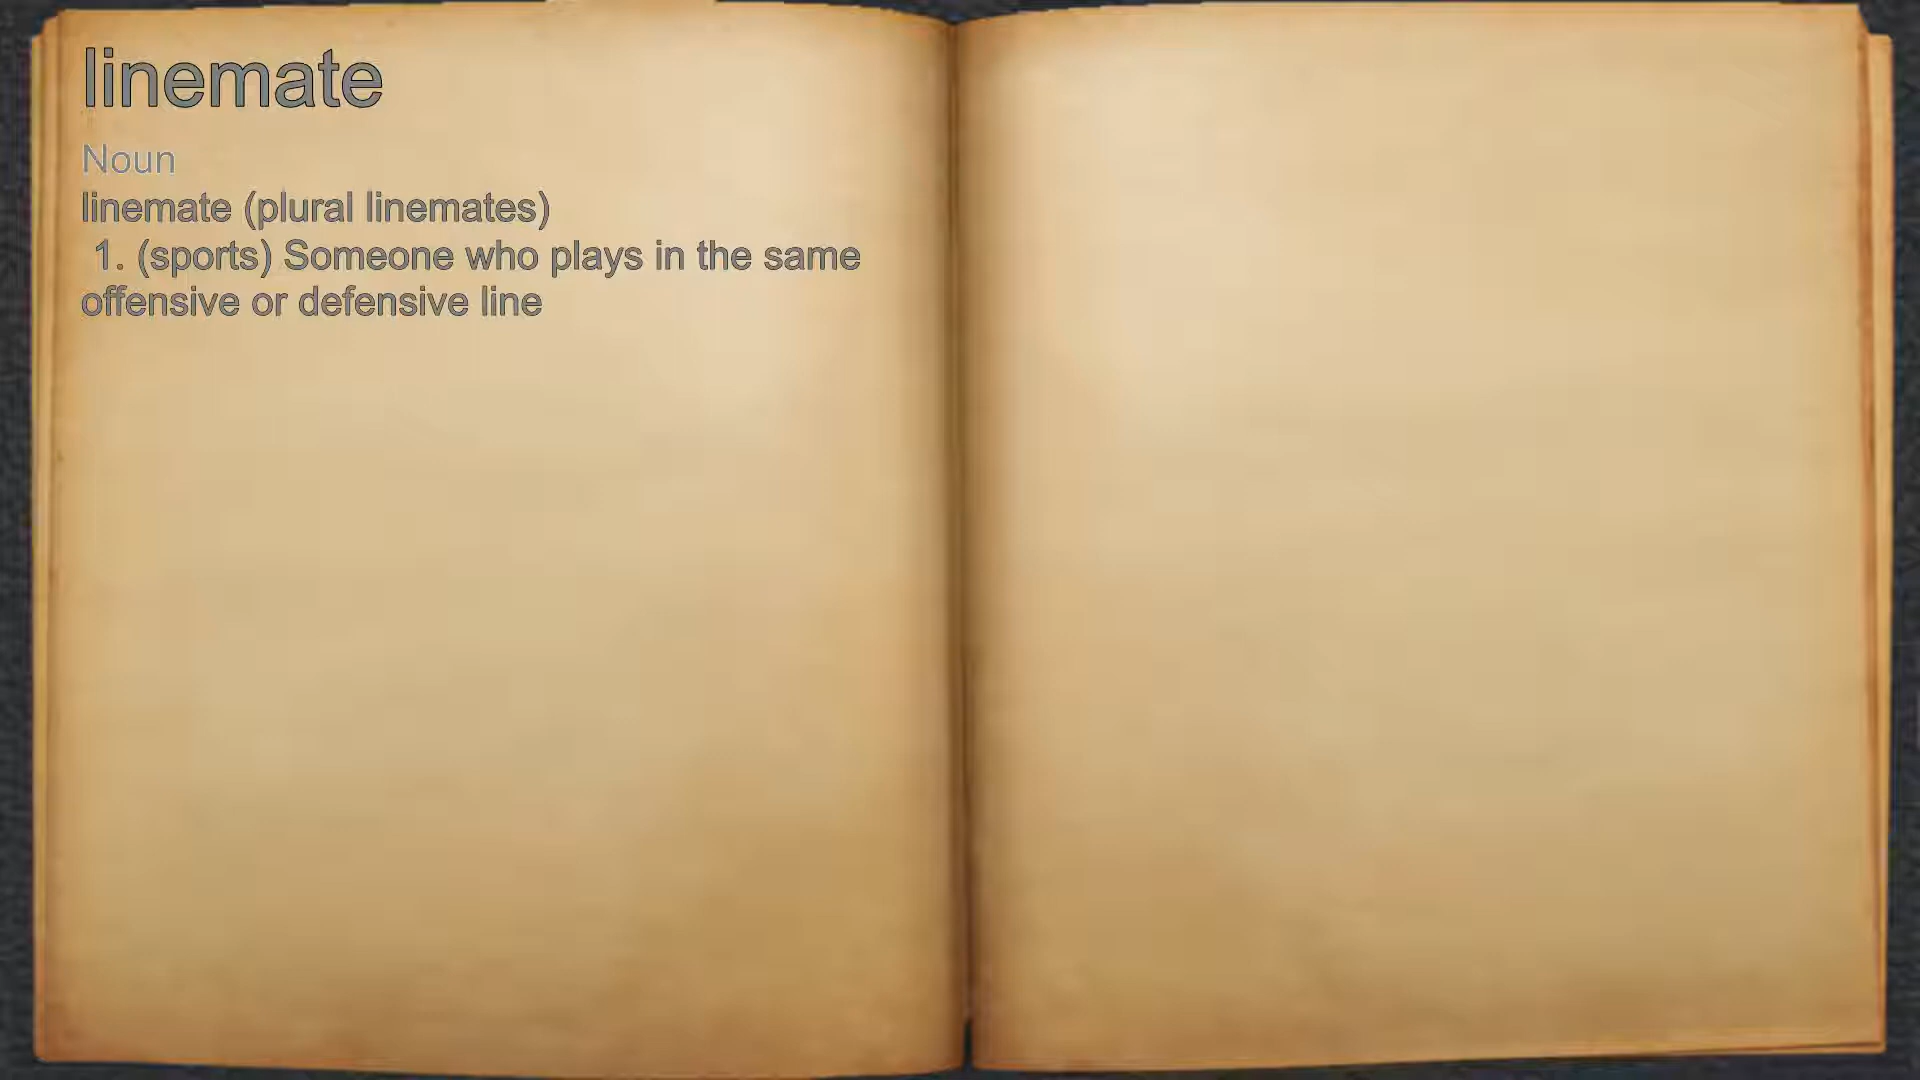 linemate
Noun
linemate (plural linemates)
1. (sports) Someone who plays in the same
offensive or defensive line